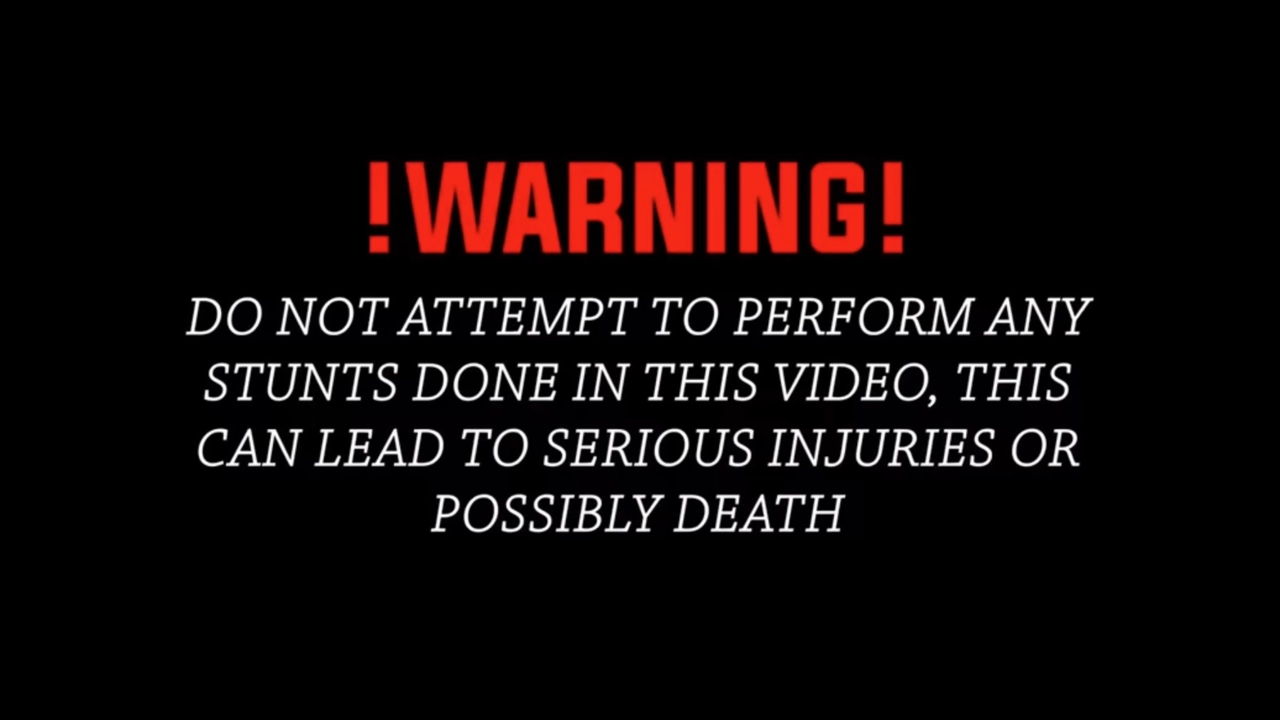 !WARNING!
DO NOT ATTEMPT TO PERFORM ANY
STUNTS DONE IN THIS VIDEO, THIS
CAN LEAD TO SERIOUS INJURIES OR
POSSIBLY DEATH